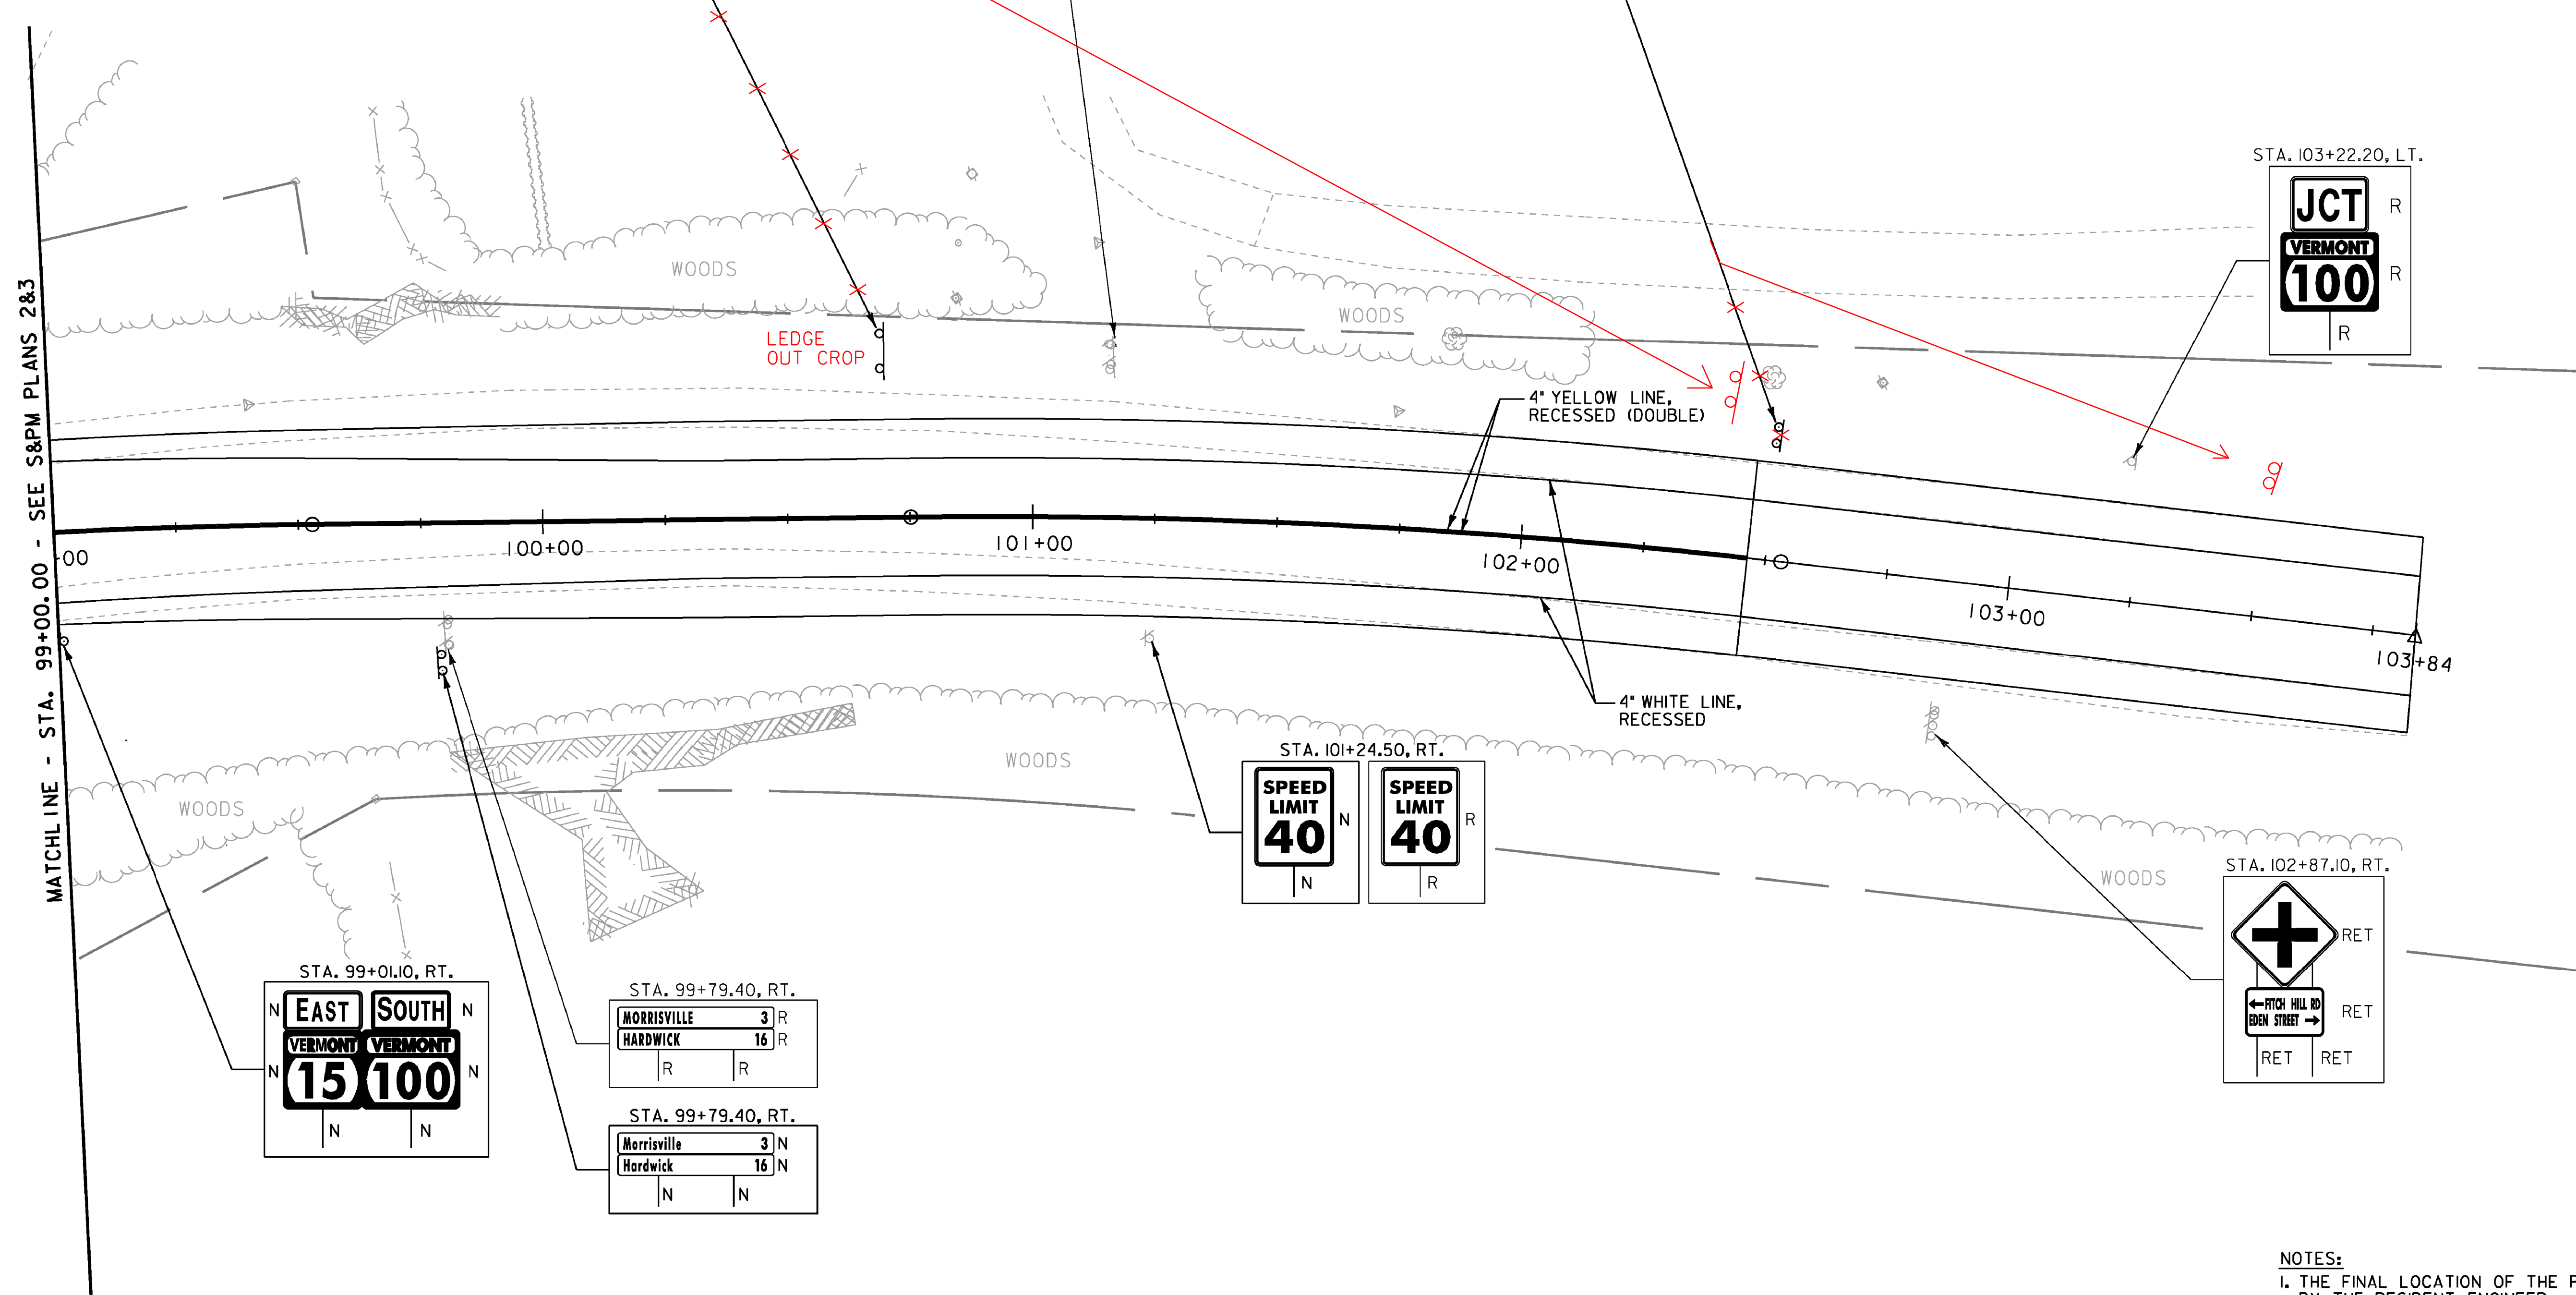 MATCHLINE - STA. 99+00.00 - SEE S&PM PLANS 2&3
STA. 103+22.20, LT.
JCT R
VERMONT
100 R
R
WOODS
WOODS
LEDGE
OUT CROP
4" YELLOW LINE,
RECESSED (DOUBLE)
-00
100+00
101+00
102+00
103+00
103+84
4" WHITE LINE,
RECESSED
WOODS
WOODS
WOODS
STA. 101+24.50, RT.
SPEED
LIMIT
40 N
N
SPEED
LIMIT
40 R
R
STA. 102+87.10, RT.
RET
←FITCH HILL RD
EDEN STREET → RET
RET RET
STA. 99+01.10, RT.
N EAST SOUTH N
VERMONT VERMONT
N 15 100 N
N N
STA. 99+79.40, RT.
MORRISVILLE 3 R
HARDWICK 16 R
R R
STA. 99+79.40, RT.
Morrisville 3 N
Hardwick 16 N
N N
NOTES:
1. THE FINAL LOCATION OF THE
BY THE RESIDENT ENGINEER